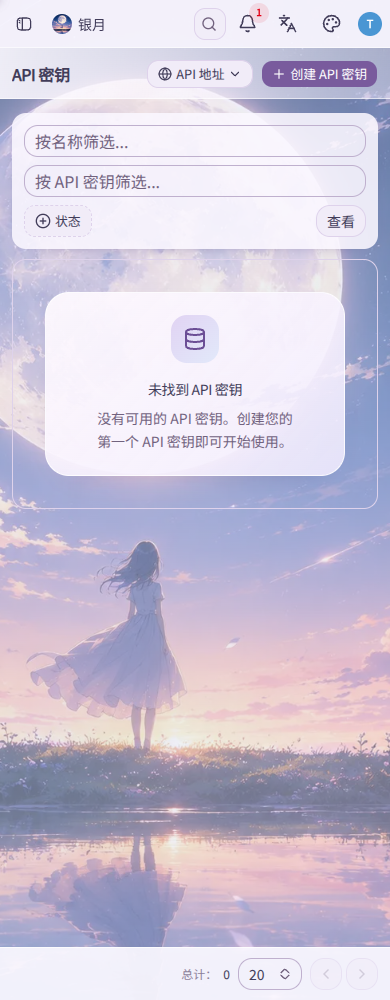 银月
1
T
API 密钥
API 地址
创建 API 密钥
按名称筛选...
按 API 密钥筛选...
状态
查看
未找到 API 密钥
没有可用的 API 密钥。创建您的
第一个 API 密钥即可开始使用。
总计： 0
20